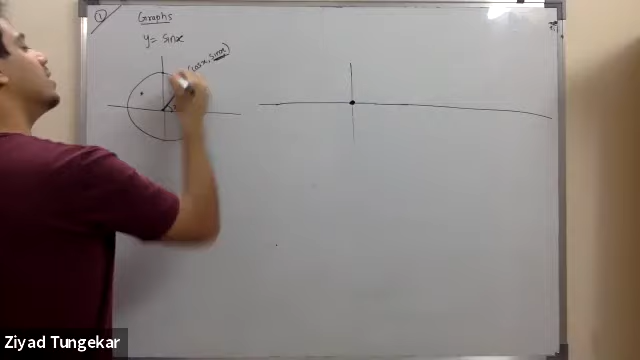 Graphs
y = sinx
(cosx, sinx)
Ziyad Tungekar